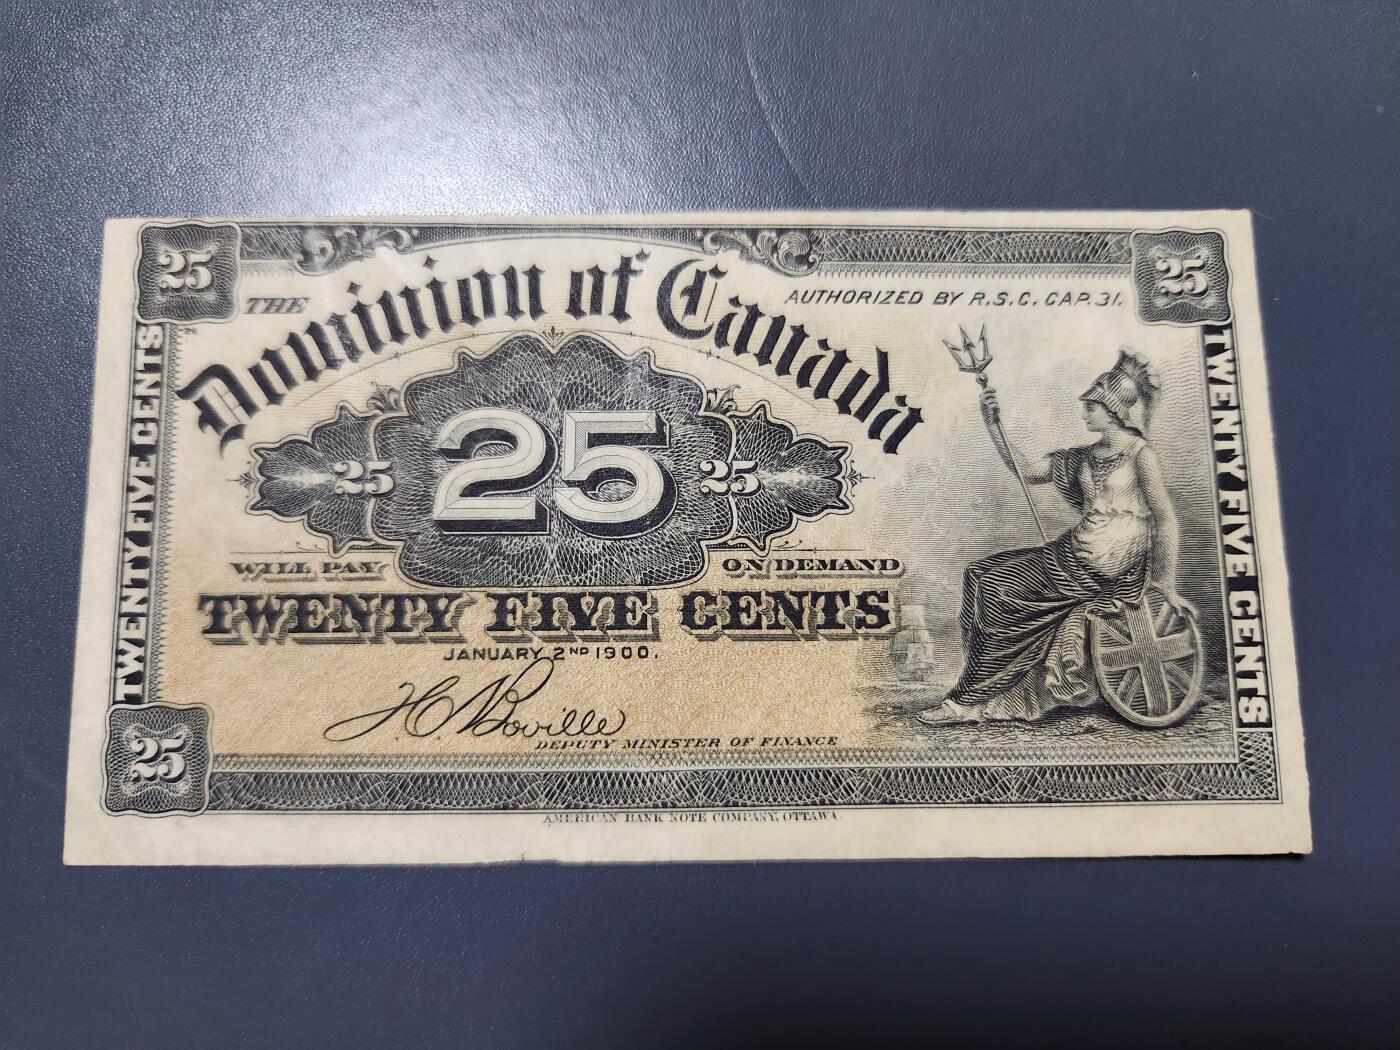 25
25
THE
Dominion of Canada
AUTHORIZED BY R.S.C. CAP. 31.
TWENTY FIVE CENTS
25
25
25
TWENTY FIVE CENTS
WILL PAY
ON DEMAND
TWENTY FIVE CENTS
JANUARY 2ND 1900.
H C Boville
DEPUTY MINISTER OF FINANCE
25
AMERICAN BANK NOTE COMPANY, OTTAWA.